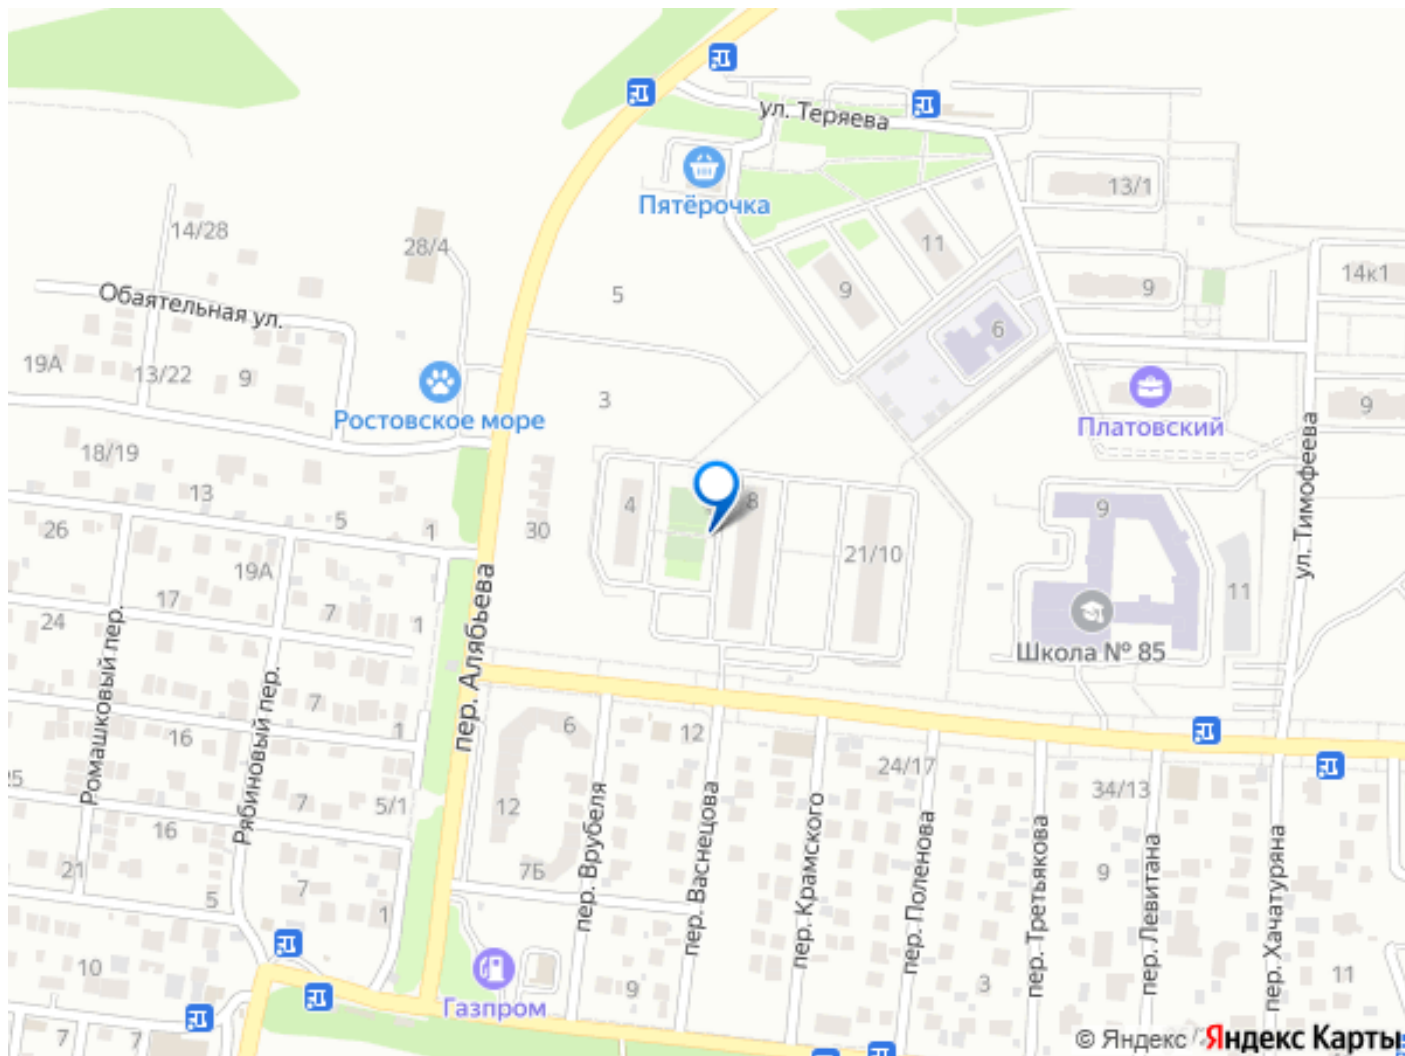 ул. Теряева
Пятёрочка
13/1
14/28
28/4
11
14к1
Обаятельная ул.
5
9
9
6
19А
13/22
9
Ростовское море
3
Платовский
9
18/19
13
4
8
9
ул. Тимофеева
26
5
1
30
21/10
19А
11
17
7
1
24
Школа № 85
Ромашковый пер.
Рябиновый пер.
пер. Алябьева
7
16
1
6
12
24/17
34/13
7
5/1
12
16
21
7Б
9
5
7
1
пер. Врубеля
пер. Васнецова
пер. Крамского
пер. Поленова
пер. Третьякова
пер. Левитана
пер. Хачатуряна
10
Газпром
9
3
11
7
7
© Яндекс Яндекс Карты